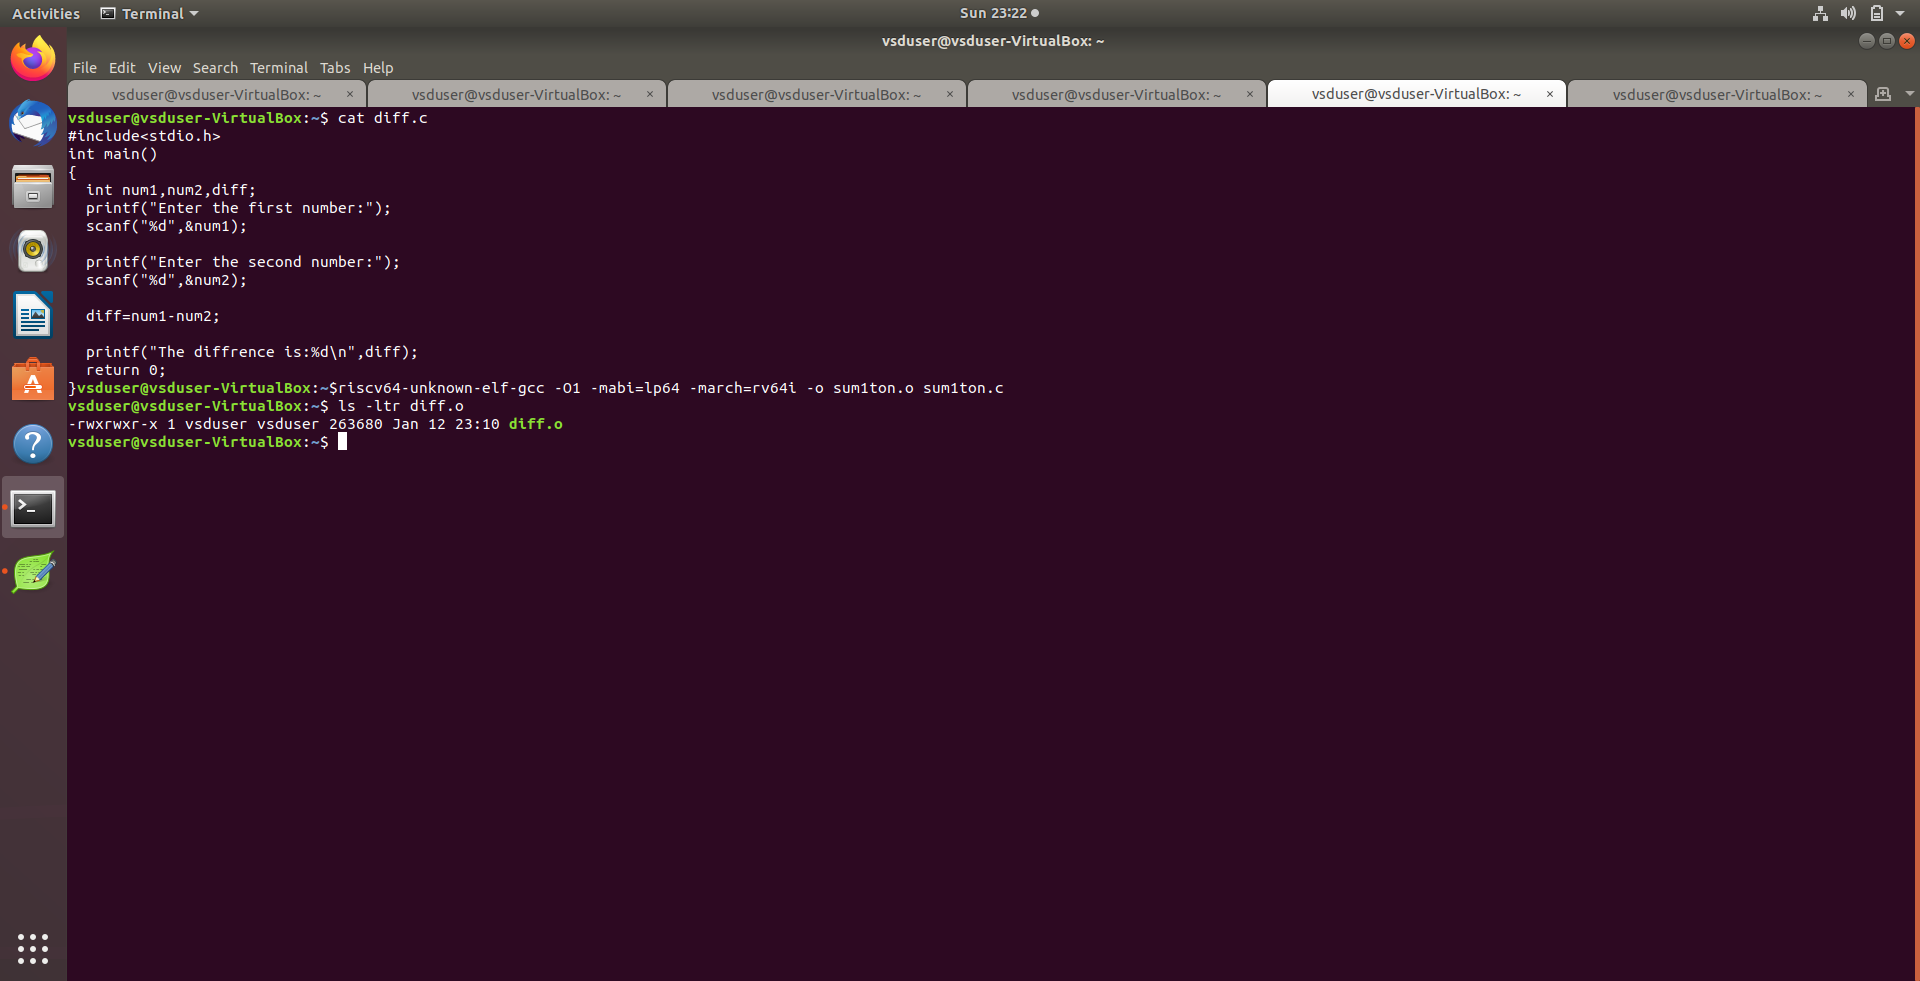 Activities Terminal Sun 23:22
vsduser@vsduser-VirtualBox: ~
File Edit View Search Terminal Tabs Help
vsduser@vsduser-VirtualBox: ~ × vsduser@vsduser-VirtualBox: ~ × vsduser@vsduser-VirtualBox: ~ × vsduser@vsduser-VirtualBox: ~ × vsduser@vsduser-VirtualBox: ~ × vsduser@vsduser-VirtualBox: ~ ×
vsduser@vsduser-VirtualBox:~$ cat diff.c
#include<stdio.h>
int main()
{
  int num1,num2,diff;
  printf("Enter the first number:");
  scanf("%d",&num1);

  printf("Enter the second number:");
  scanf("%d",&num2);

  diff=num1-num2;

  printf("The diffrence is:%d\n",diff);
  return 0;
}vsduser@vsduser-VirtualBox:~$riscv64-unknown-elf-gcc -O1 -mabi=lp64 -march=rv64i -o sum1ton.o sum1ton.c
vsduser@vsduser-VirtualBox:~$ ls -ltr diff.o
-rwxrwxr-x 1 vsduser vsduser 263680 Jan 12 23:10 diff.o
vsduser@vsduser-VirtualBox:~$